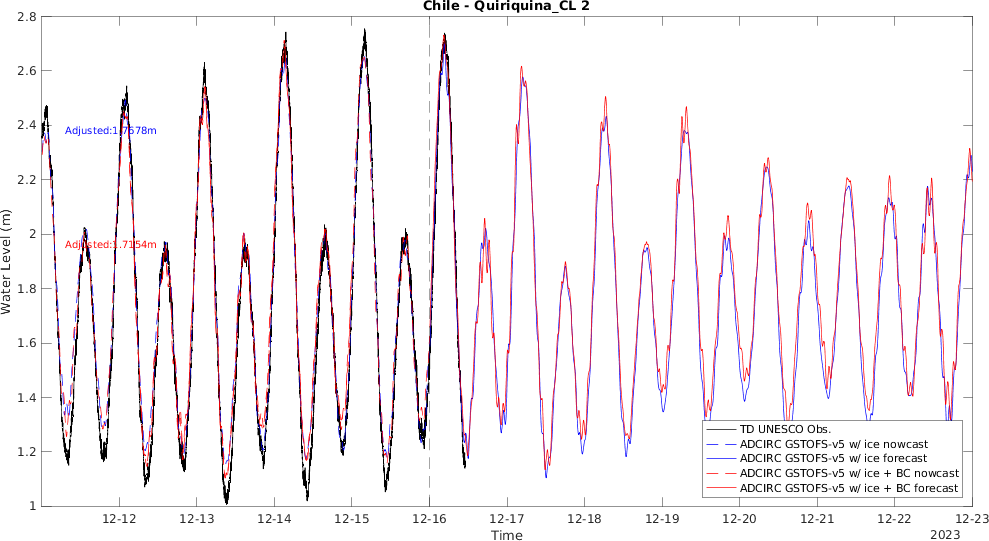 Chile - Quiriquina_CL 2
2.8
2.6
2.4
2.2
2
1.8
1.6
1.4
1.2
1
Water Level (m)
Adjusted:1.7578m
Adjusted:1.7154m
TD UNESCO Obs.
ADCIRC GSTOFS-v5 w/ ice nowcast
ADCIRC GSTOFS-v5 w/ ice forecast
ADCIRC GSTOFS-v5 w/ ice + BC nowcast
ADCIRC GSTOFS-v5 w/ ice + BC forecast
12-12 12-13 12-14 12-15 12-16 12-17 12-18 12-19 12-20 12-21 12-22 12-23
Time
2023